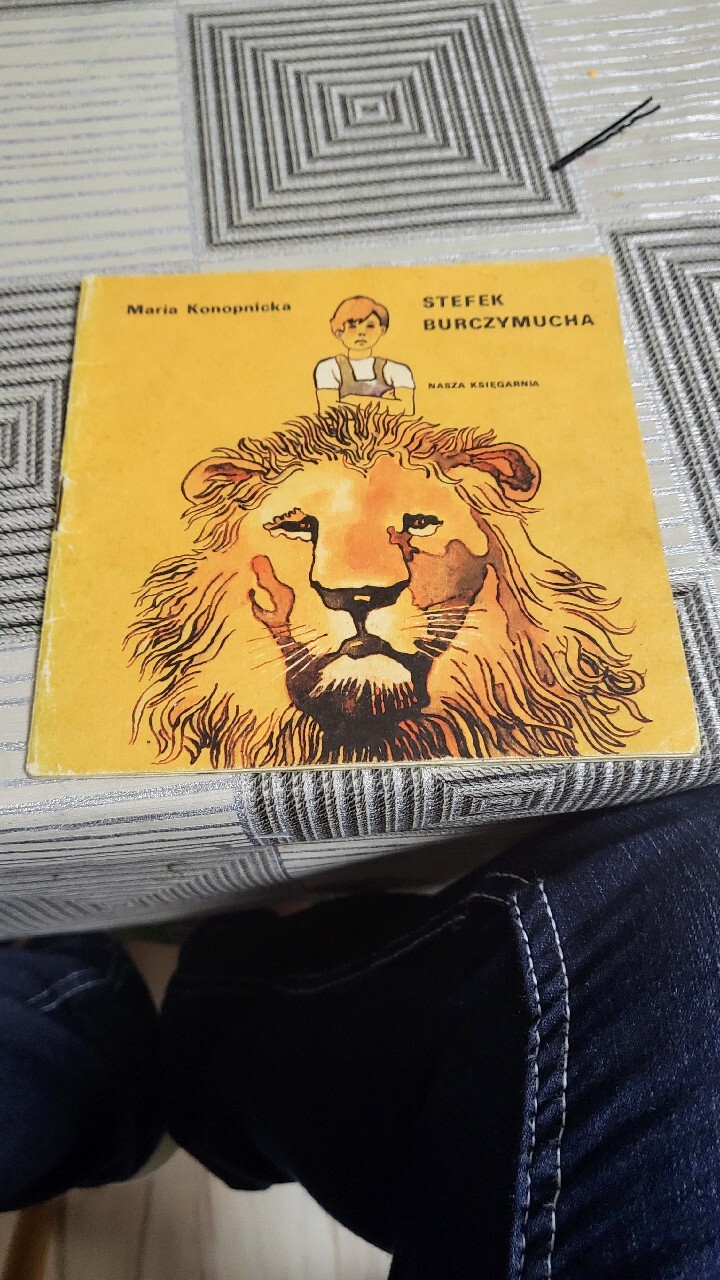 Maria Konopnicka
STEFEK
BURCZYMUCHA
NASZA KSIĘGARNIA